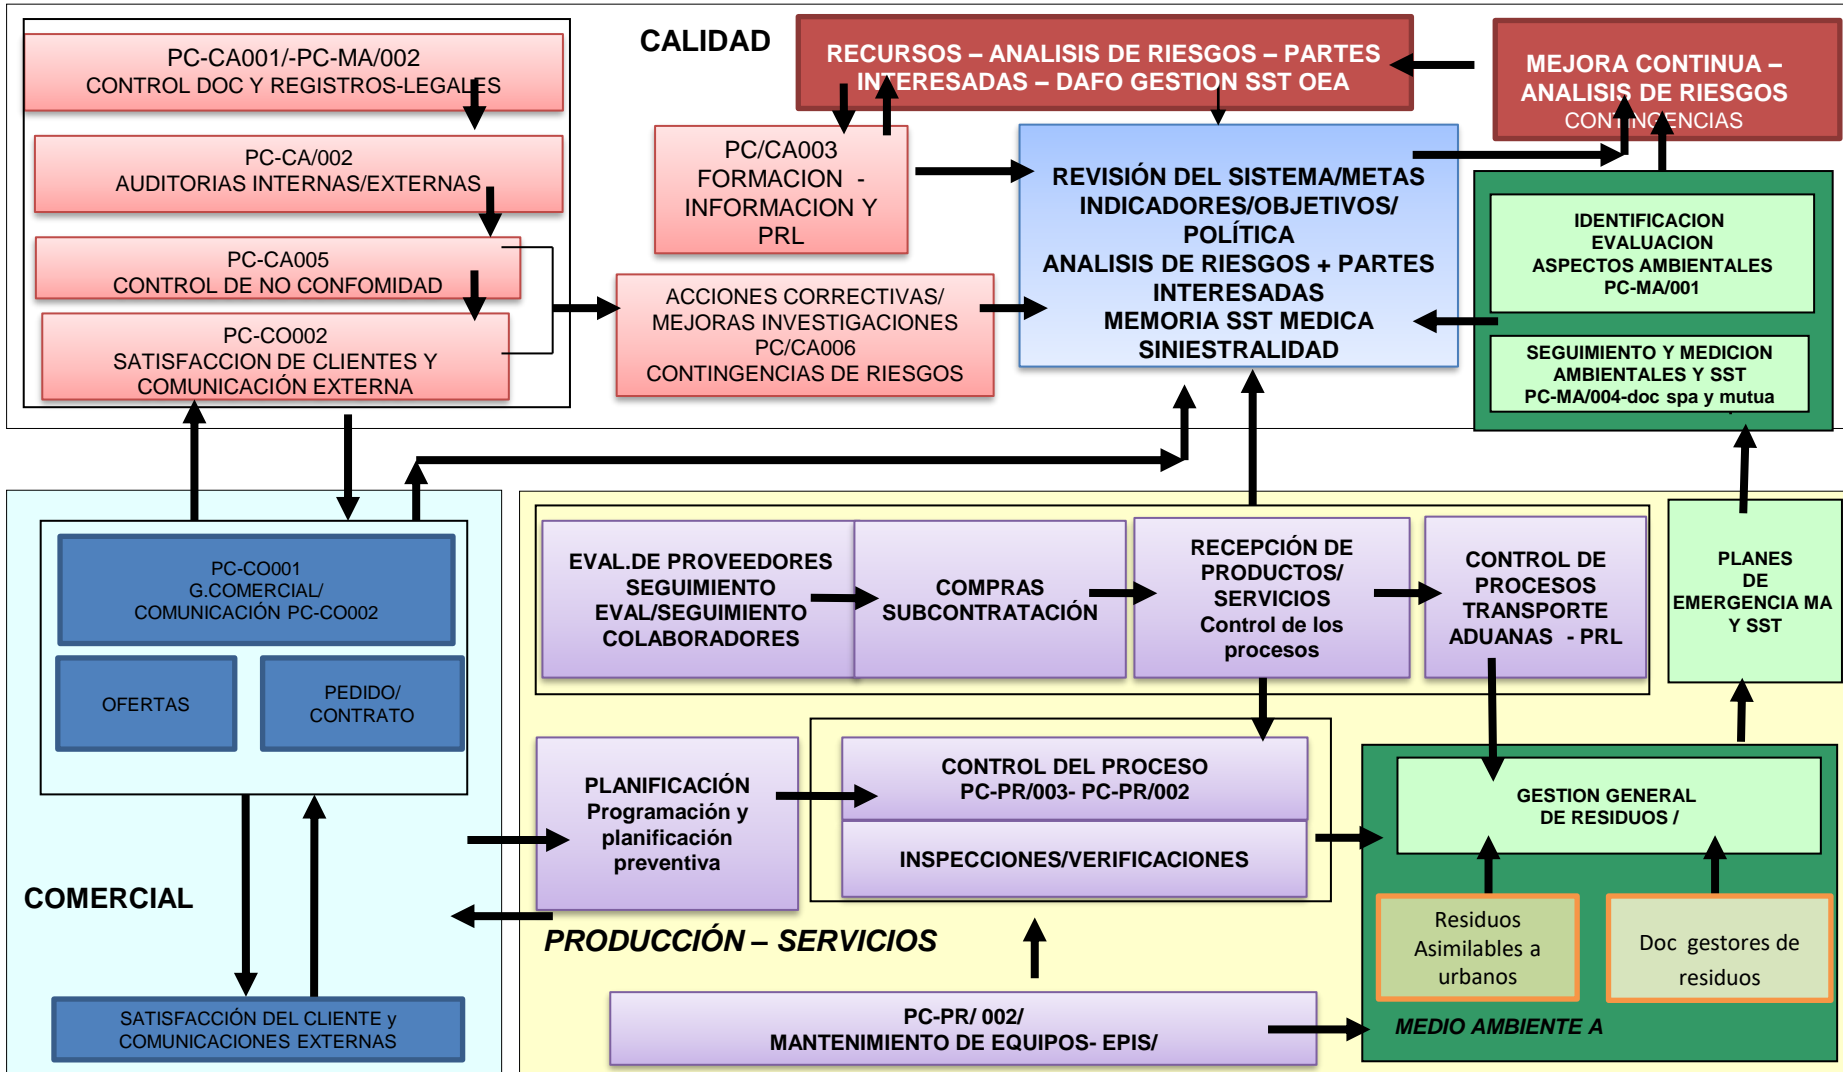 CALIDAD
PC-CA001/-PC-MA/002
CONTROL DOC Y REGISTROS-LEGALES
PC-CA/002
AUDITORIAS INTERNAS/EXTERNAS
PC-CA005
CONTROL DE NO CONFOMIDAD
PC-CO002
SATISFACCION DE CLIENTES Y
COMUNICACIÓN EXTERNA
RECURSOS – ANALISIS DE RIESGOS – PARTES
INTERESADAS – DAFO GESTION SST OEA
MEJORA CONTINUA –
ANALISIS DE RIESGOS
CONTINGENCIAS
PC/CA003
FORMACION -
INFORMACION Y
PRL
ACCIONES CORRECTIVAS/
MEJORAS INVESTIGACIONES
PC/CA006
CONTINGENCIAS DE RIESGOS
REVISIÓN DEL SISTEMA/METAS
INDICADORES/OBJETIVOS/
POLÍTICA
ANALISIS DE RIESGOS + PARTES
INTERESADAS
MEMORIA SST MEDICA
SINIESTRALIDAD
IDENTIFICACION
EVALUACION
ASPECTOS AMBIENTALES
PC-MA/001
SEGUIMIENTO Y MEDICION
AMBIENTALES Y SST
PC-MA/004-doc spa y mutua
PC-CO001
G.COMERCIAL/
COMUNICACIÓN PC-CO002
OFERTAS
PEDIDO/
CONTRATO
COMERCIAL
SATISFACCIÓN DEL CLIENTE y
COMUNICACIONES EXTERNAS
EVAL.DE PROVEEDORES
SEGUIMIENTO
EVAL/SEGUIMIENTO
COLABORADORES
COMPRAS
SUBCONTRATACIÓN
RECEPCIÓN DE
PRODUCTOS/
SERVICIOS
Control de los
procesos
CONTROL DE
PROCESOS
TRANSPORTE
ADUANAS - PRL
PLANES
DE
EMERGENCIA MA
Y SST
PLANIFICACIÓN
Programación y
planificación
preventiva
CONTROL DEL PROCESO
PC-PR/003- PC-PR/002
INSPECCIONES/VERIFICACIONES
PRODUCCIÓN – SERVICIOS
PC-PR/ 002/
MANTENIMIENTO DE EQUIPOS- EPIS/
GESTION GENERAL
DE RESIDUOS /
Residuos
Asimilables a
urbanos
Doc gestores de
residuos
MEDIO AMBIENTE A